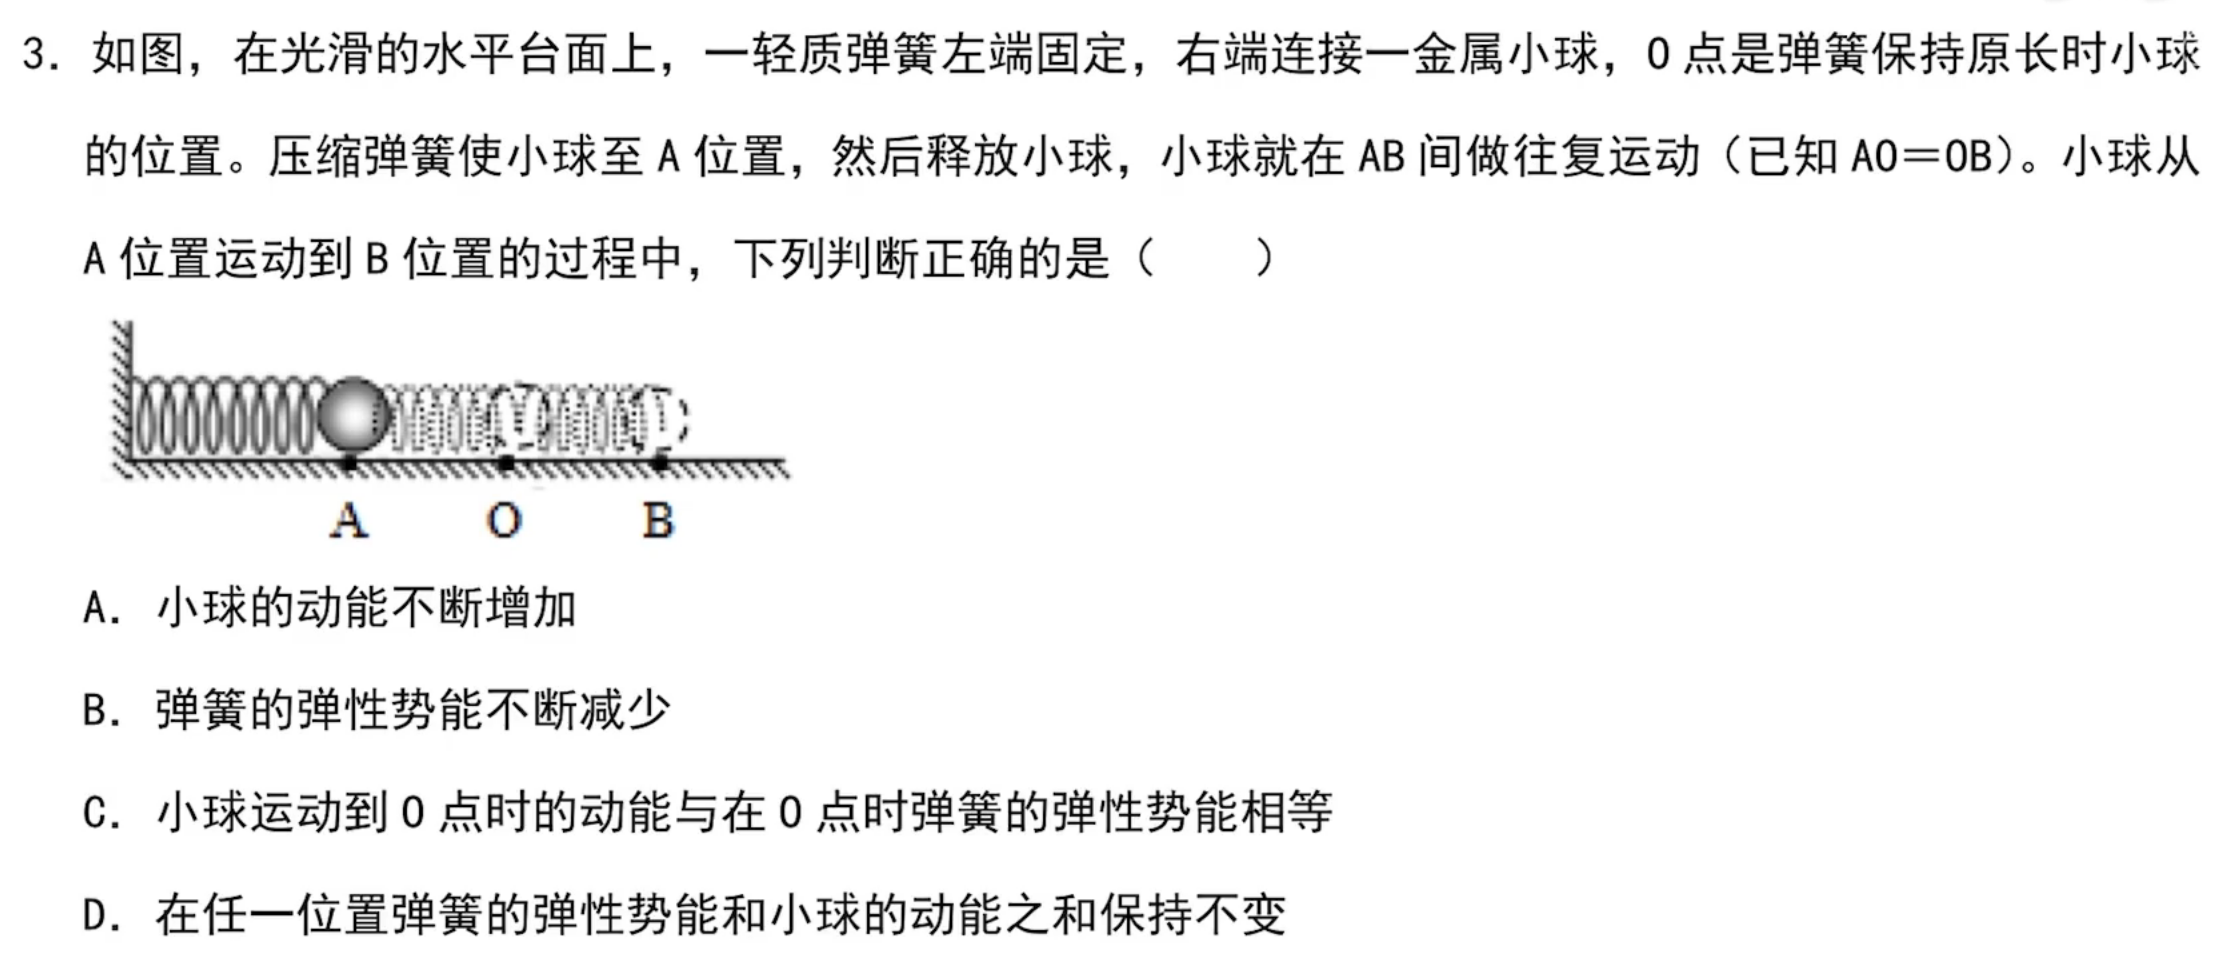 3. 如图，在光滑的水平台面上，一轻质弹簧左端固定，右端连接一金属小球，O 点是弹簧保持原长时小球
的位置。压缩弹簧使小球至 A 位置，然后释放小球，小球就在 AB 间做往复运动（已知 AO＝OB）。小球从
A 位置运动到 B 位置的过程中，下列判断正确的是（　　）
A O B
A. 小球的动能不断增加
B. 弹簧的弹性势能不断减少
C. 小球运动到 O 点时的动能与在 O 点时弹簧的弹性势能相等
D. 在任一位置弹簧的弹性势能和小球的动能之和保持不变